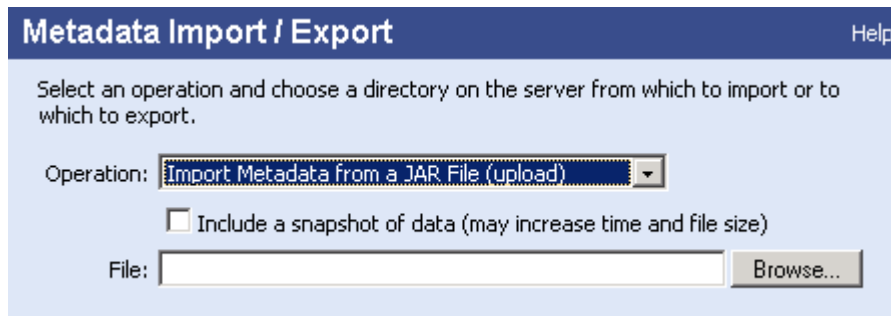 Metadata Import / Export
Help
Select an operation and choose a directory on the server from which to import or to
which to export.
Operation: Import Metadata from a JAR File (upload)
Include a snapshot of data (may increase time and file size)
File: Browse...